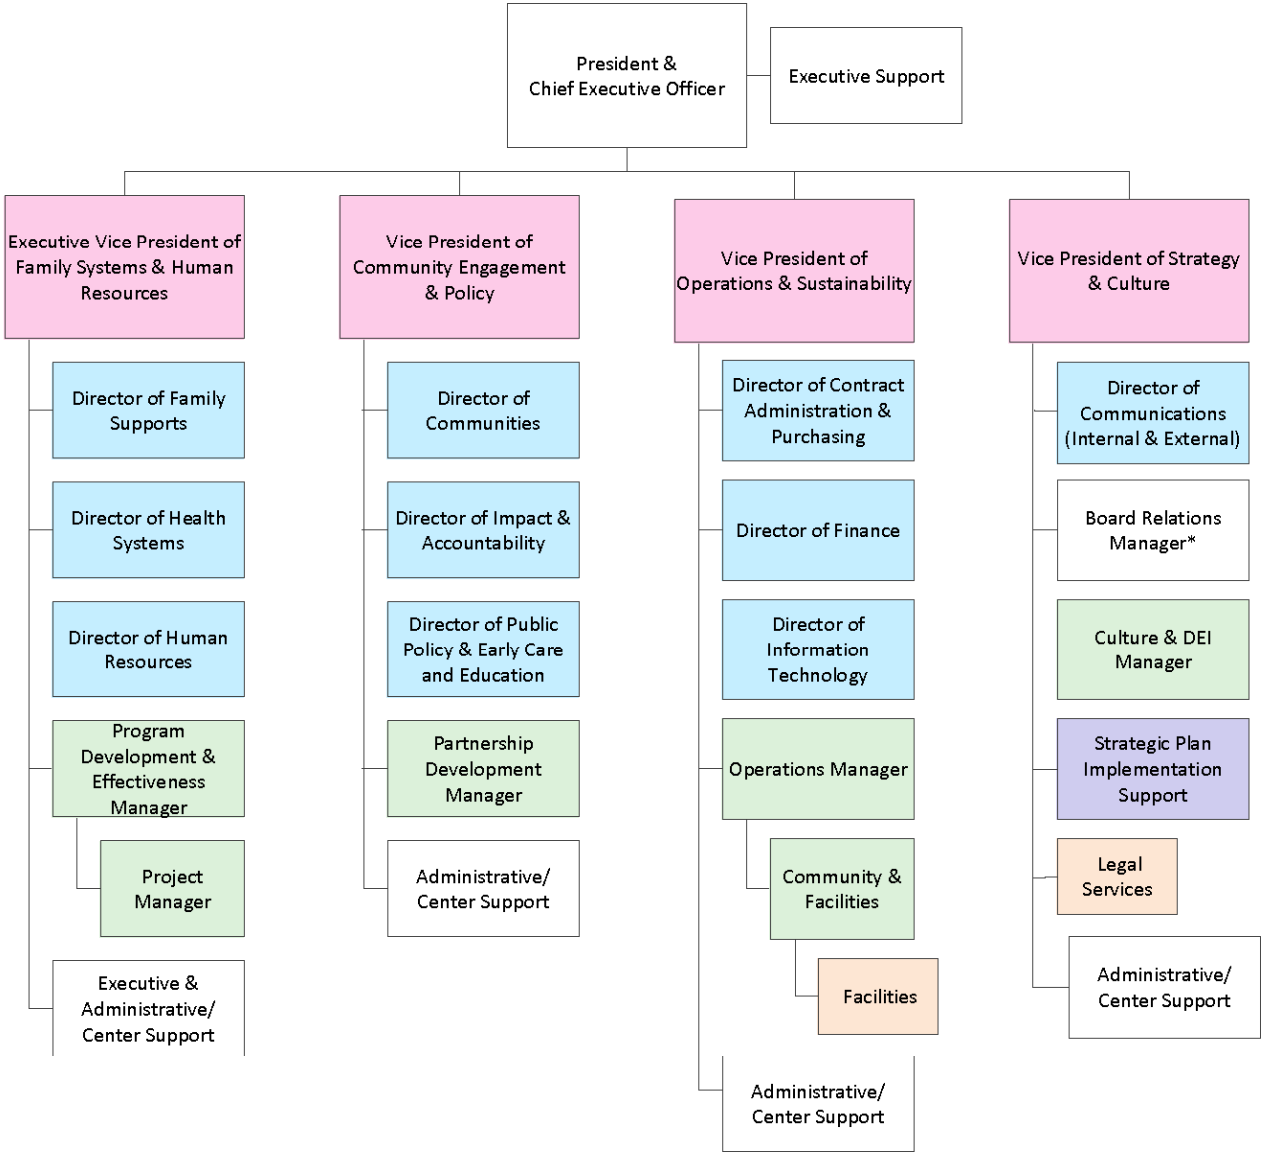 President &
Chief Executive Officer
Executive Support
Executive Vice President of
Family Systems & Human
Resources
Director of Family
Supports
Director of Health
Systems
Director of Human
Resources
Program
Development &
Effectiveness
Manager
Project
Manager
Executive &
Administrative/
Center Support
Vice President of
Community Engagement
& Policy
Director of
Communities
Director of Impact &
Accountability
Director of Public
Policy & Early Care
and Education
Partnership
Development
Manager
Administrative/
Center Support
Vice President of
Operations & Sustainability
Director of Contract
Administration &
Purchasing
Director of Finance
Director of
Information
Technology
Operations Manager
Community &
Facilities
Facilities
Administrative/
Center Support
Vice President of Strategy
& Culture
Director of
Communications
(Internal & External)
Board Relations
Manager*
Culture & DEI
Manager
Strategic Plan
Implementation
Support
Legal
Services
Administrative/
Center Support